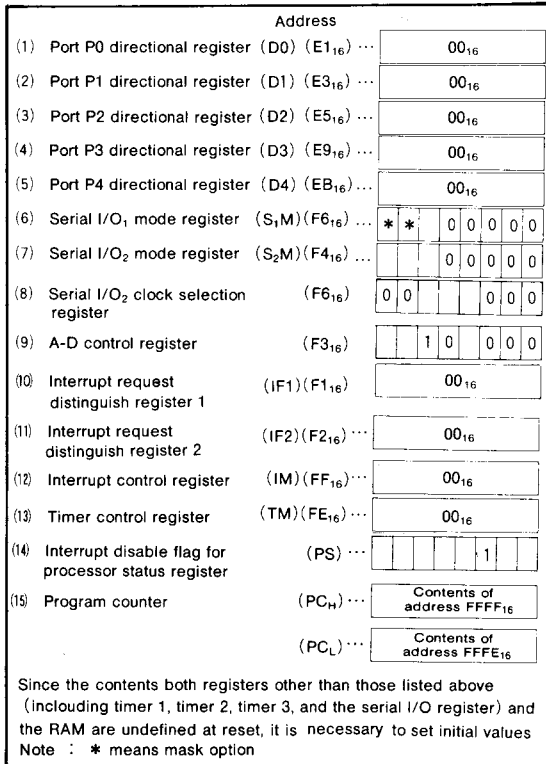 Address
(1) Port P0 directional register (D0) (E1₁₆) ··· 00₁₆
(2) Port P1 directional register (D1) (E3₁₆) ··· 00₁₆
(3) Port P2 directional register (D2) (E5₁₆) ··· 00₁₆
(4) Port P3 directional register (D3) (E9₁₆) ··· 00₁₆
(5) Port P4 directional register (D4) (EB₁₆) ··· 00₁₆
(6) Serial I/O₁ mode register (S₁M) (F6₁₆) ... * * 0 0 0 0 0
(7) Serial I/O₂ mode register (S₂M) (F4₁₆) ... 0 0 0 0 0
(8) Serial I/O₂ clock selection (F6₁₆) 0 0 0 0 0
register
(9) A-D control register (F3₁₆) 1 0 0 0 0
(10) Interrupt request (IF1) (F1₁₆) 00₁₆
distinguish register 1
(11) Interrupt request (IF2) (F2₁₆) ··· 00₁₆
distinguish register 2
(12) Interrupt control register (IM) (FF₁₆) ··· 00₁₆
(13) Timer control register (TM) (FE₁₆) ··· 00₁₆
(14) Interrupt disable flag for (PS) ··· 1
processor status register
(15) Program counter (PC_H) ··· Contents of
address FFFF₁₆
(PC_L) ··· Contents of
address FFFE₁₆
Since the contents both registers other than those listed above
(inclouding timer 1, timer 2, timer 3, and the serial I/O register) and
the RAM are undefined at reset, it is necessary to set initial values
Note : * means mask option